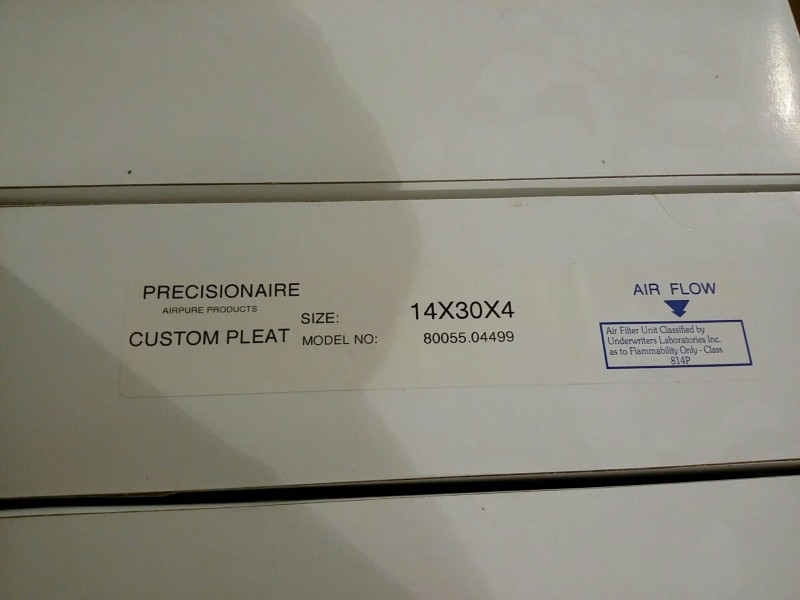 PRECISIONAIRE
AIRPURE PRODUCTS
CUSTOM PLEAT
SIZE: 14X30X4
MODEL NO: 80055.04499
AIR FLOW
Air Filter Unit Classified by
Underwriters Laboratories Inc.
as to Flammability Only - Class
814P